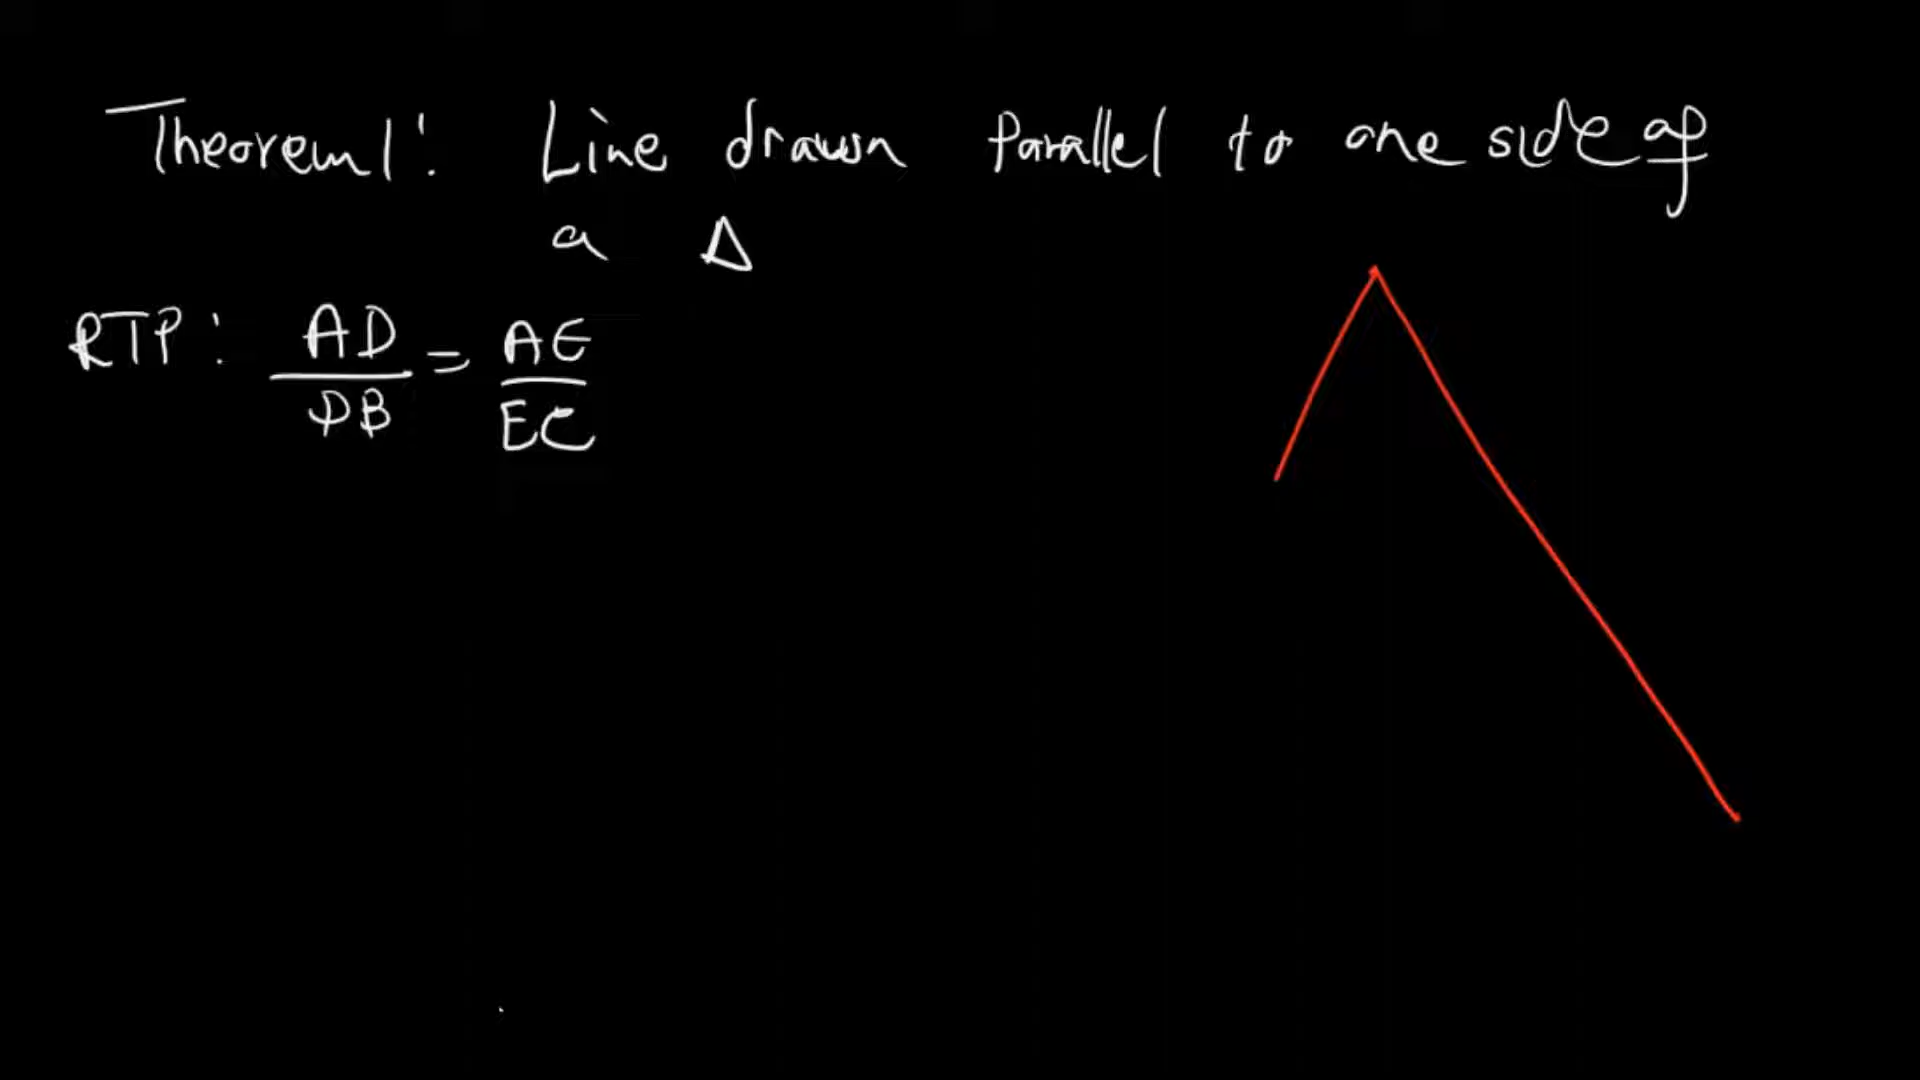 Theorem 1: Line drawn parallel to one side of
a Δ
RTP: AD/DB = AE/EC